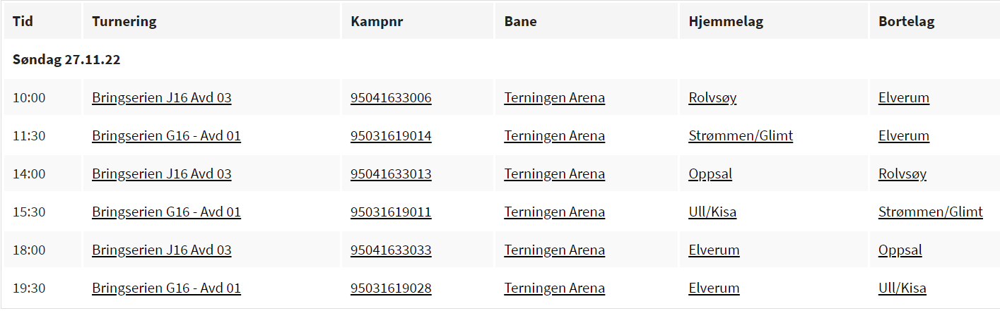 Tid Turnering Kampnr Bane Hjemmelag Bortelag
Søndag 27.11.22
10:00 Bringserien J16 Avd 03 95041633006 Terningen Arena Rolvsøy Elverum
11:30 Bringserien G16 - Avd 01 95031619014 Terningen Arena Strømmen/Glimt Elverum
14:00 Bringserien J16 Avd 03 95041633013 Terningen Arena Oppsal Rolvsøy
15:30 Bringserien G16 - Avd 01 95031619011 Terningen Arena Ull/Kisa Strømmen/Glimt
18:00 Bringserien J16 Avd 03 95041633033 Terningen Arena Elverum Oppsal
19:30 Bringserien G16 - Avd 01 95031619028 Terningen Arena Elverum Ull/Kisa